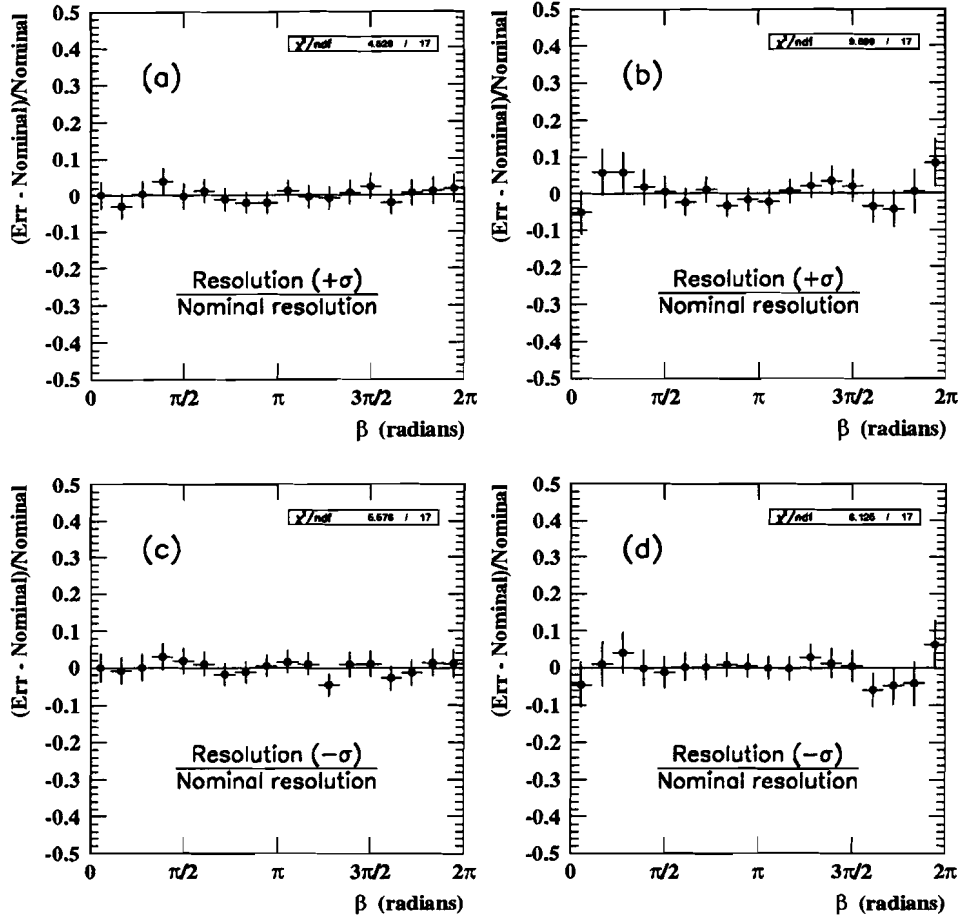 (Err - Nominal)/Nominal
0.5
0.4
0.3
0.2
0.1
0
-0.1
-0.2
-0.3
-0.4
-0.5
(a)
χ²/ndf 4.529 / 17
Resolution (+σ)
Nominal resolution
0 π/2 π 3π/2 2π
β (radians)
(Err - Nominal)/Nominal
0.5
0.4
0.3
0.2
0.1
0
-0.1
-0.2
-0.3
-0.4
-0.5
(b)
χ²/ndf / 17
Resolution (+σ)
Nominal resolution
0 π/2 π 3π/2 2π
β (radians)
(Err - Nominal)/Nominal
0.5
0.4
0.3
0.2
0.1
0
-0.1
-0.2
-0.3
-0.4
-0.5
(c)
χ²/ndf 5.576 / 17
Resolution (−σ)
Nominal resolution
0 π/2 π 3π/2 2π
β (radians)
(Err - Nominal)/Nominal
0.5
0.4
0.3
0.2
0.1
0
-0.1
-0.2
-0.3
-0.4
-0.5
(d)
χ²/ndf 6.125 / 17
Resolution (−σ)
Nominal resolution
0 π/2 π 3π/2 2π
β (radians)